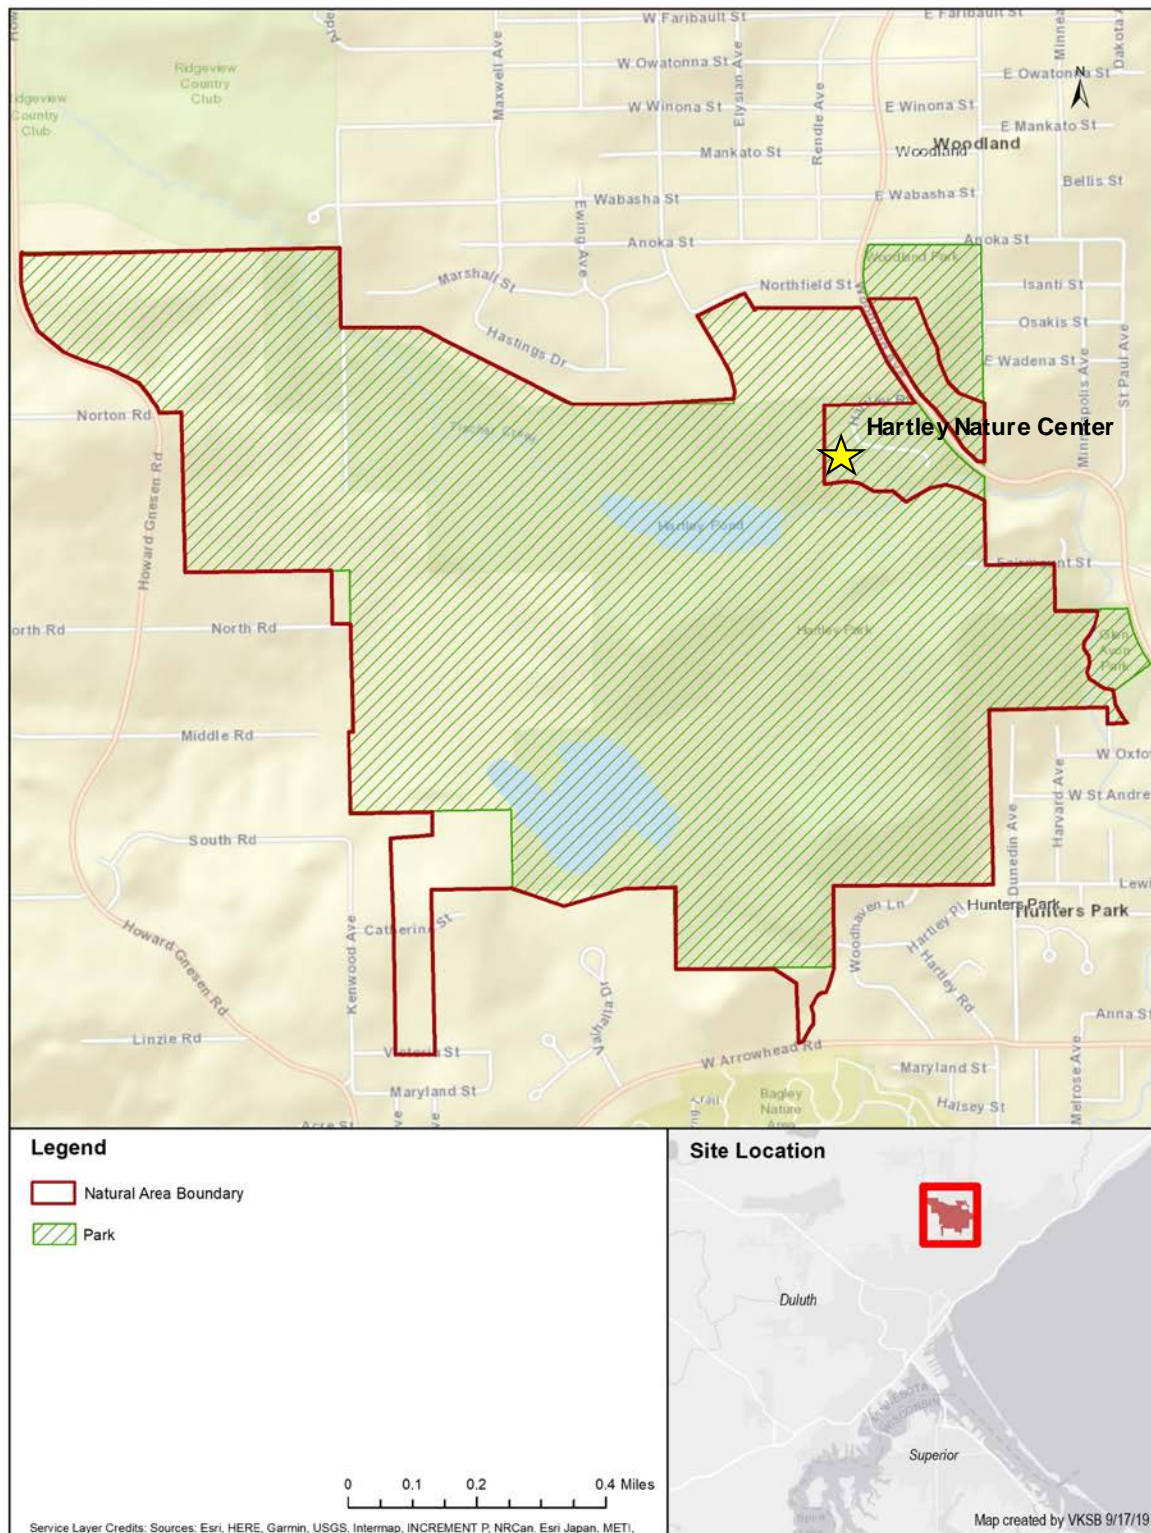 W Faribault St
E Faribault St
Ridgeview
Country
Club
W Owatonna St
E Owatonna St
N
Maxwell Ave
Elysian Ave
Rendle Ave
Country
Club
W Winona St
E Winona St
E Mankato St
Mankato St
Woodland
Woodland
Bellis St
Wabasha St
E Wabasha St
Ewing Ave
Anoka St
Anoka St
Woodland Park
Marshall St
Northfield St
Isanti St
Osakis St
Hastings Dr
E Wadena St
St Paul Ave
Minneapolis Ave
Norton Rd
Tischer Creek
Hartley Nature Center
Howard Gnesen Rd
Hartley Pond
Fairmount St
orth Rd
North Rd
Hartley Park
Glen
Avon
Park
Middle Rd
W Oxfo
W St Andre
Harvard Ave
Dunedin Ave
South Rd
Lewi
Woodhaven Ln
Hartley Pl
Hunters Park
Hunters Park
Catherine St
Howard Gnesen Rd
Kenwood Ave
Hartley Rd
Valhalla Dr
Anna St
Linzie Rd
Victoria St
W Arrowhead Rd
Maryland St
Maryland St
Melrose Ave
Bagley
Nature
Area
Halsey St
Acre St
Legend
Natural Area Boundary
Park
0 0.1 0.2 0.4 Miles
Service Layer Credits: Sources: Esri, HERE, Garmin, USGS, Intermap, INCREMENT P, NRCan, Esri Japan, METI,
Site Location
Duluth
MINNESOTA
WISCONSIN
Superior
Map created by VKSB 9/17/19